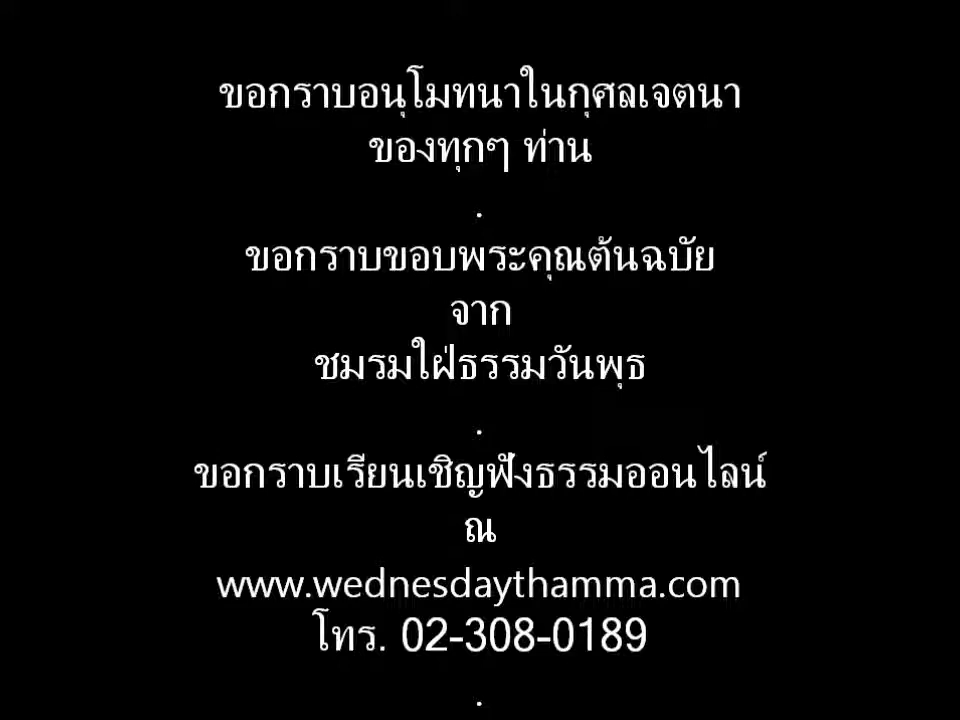 ขอกราบอนุโมทนาในกุศลเจตนา
ของทุกๆ ท่าน
.
ขอกราบขอบพระคุณต้นฉบับ
จาก
ชมรมใฝ่ธรรมวันพุธ
.
ขอกราบเรียนเชิญฟังธรรมออนไลน์
ณ
www.wednesdaythamma.com
โทร. 02-308-0189
.